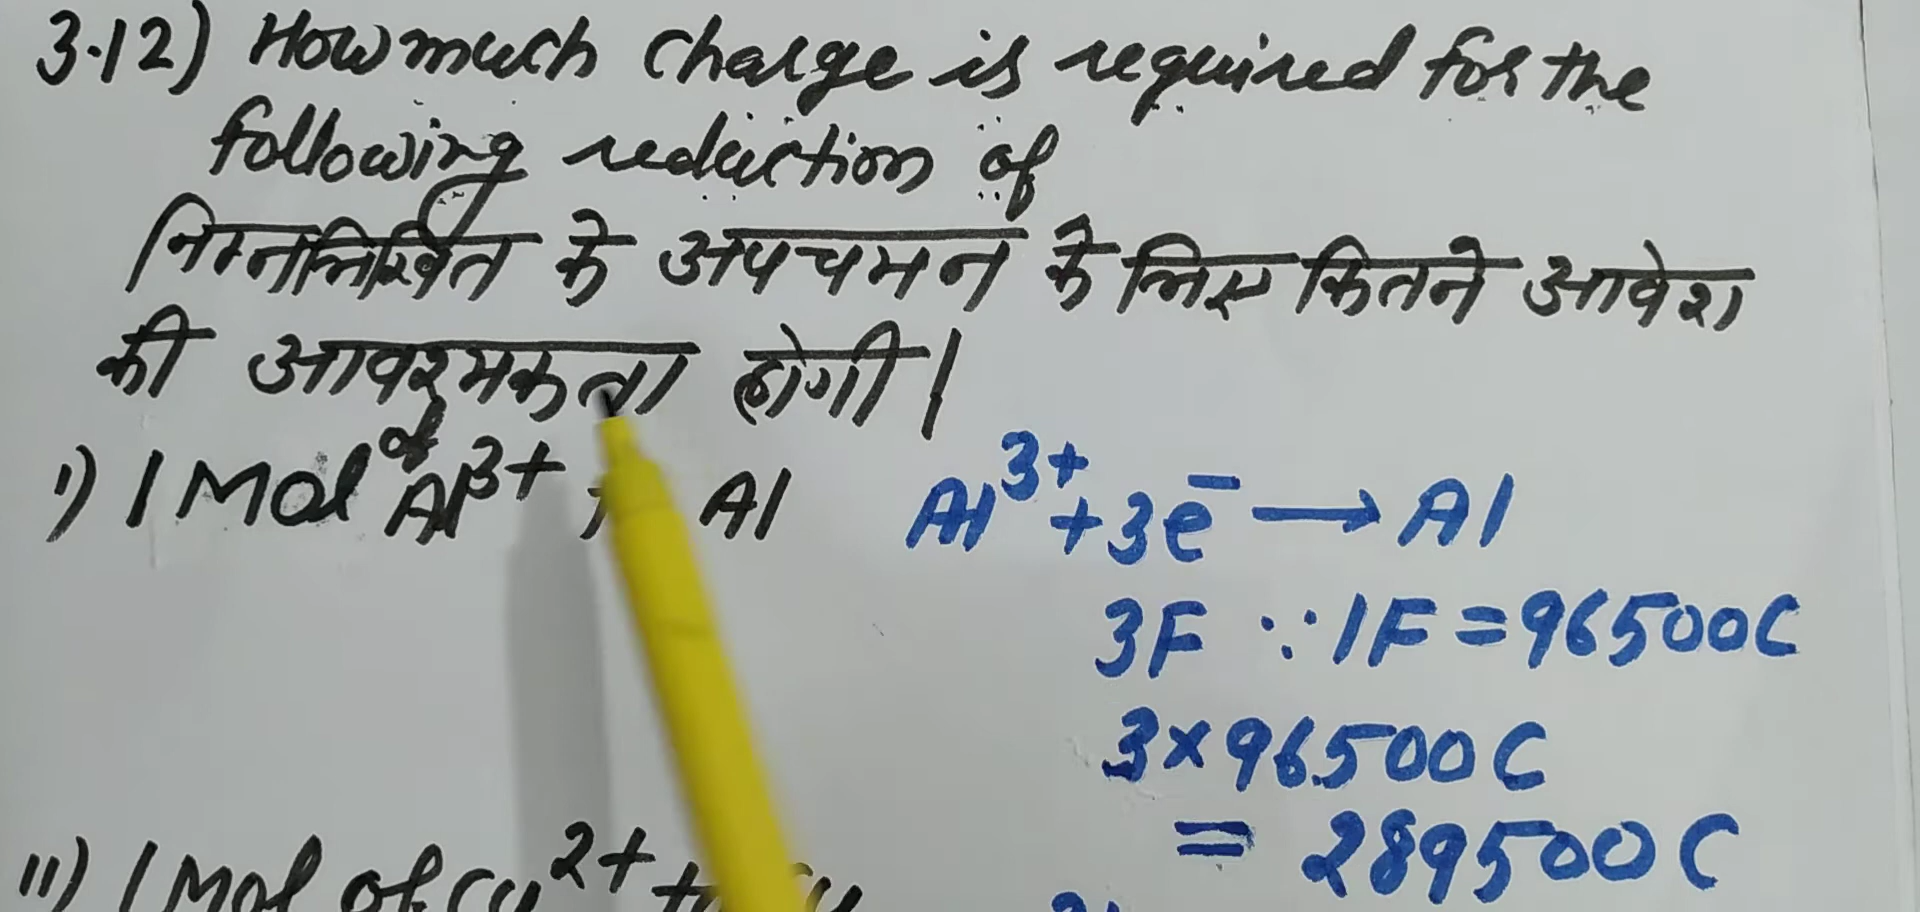 3.12) How much charge is required for the
following reduction of
निम्नलिखित के अपचयन के लिए कितने आवेश
की आवश्यकता होगी।
i) 1 Mol of Al³⁺ Al Al³⁺ + 3e⁻ → Al
3F ∵ 1F = 96500C
3×96500C
= 289500C
ii) 1 Mol of Cu²⁺